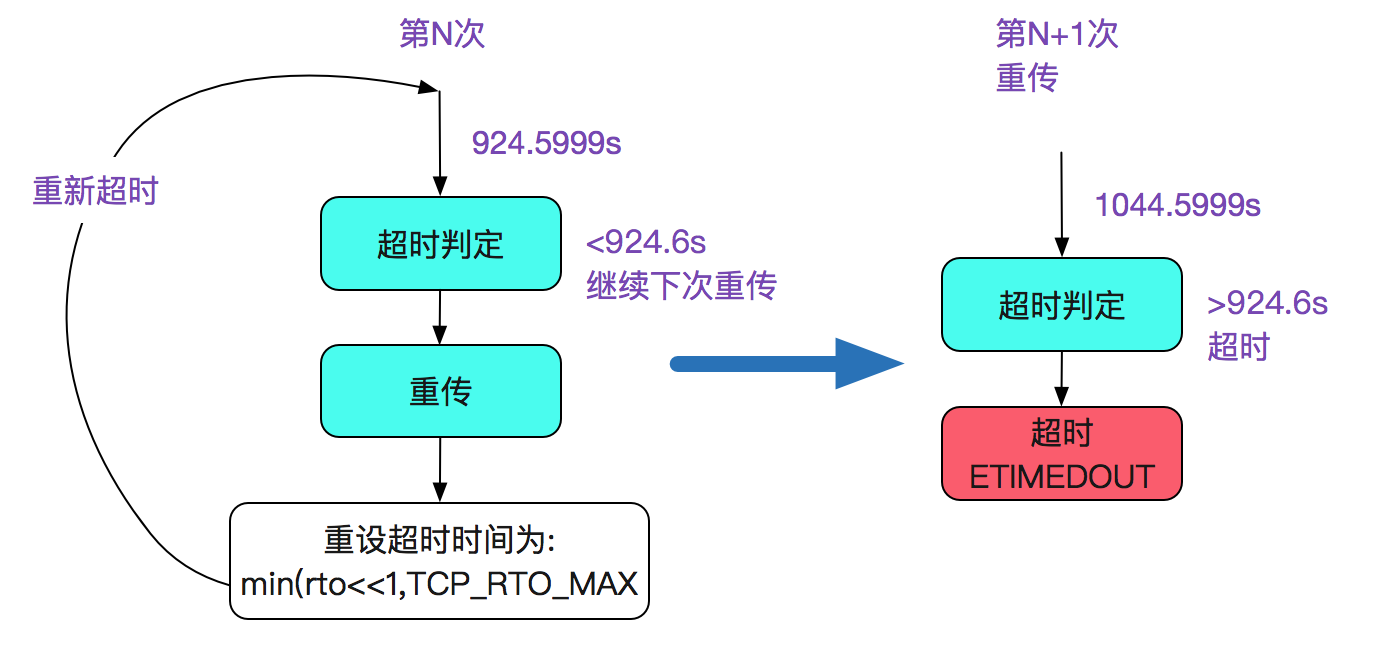 第N次
924.5999s
重新超时
超时判定
<924.6s
继续下次重传
重传
重设超时时间为:
min(rto<<1,TCP_RTO_MAX
第N+1次
重传
1044.5999s
超时判定
>924.6s
超时
超时
ETIMEDOUT